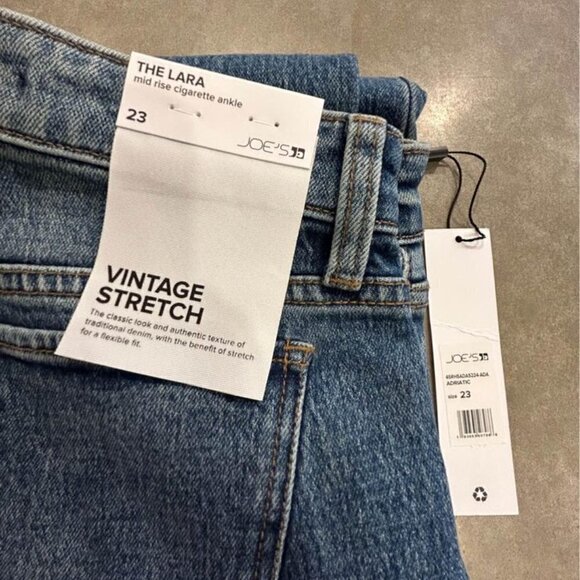 THE LARA
mid rise cigarette ankle
23
JOE'S
VINTAGE
STRETCH
The classic look and authentic texture of
traditional denim, with the benefit of stretch
for a flexible fit.
JOE'S
ADRIATIC
size 23